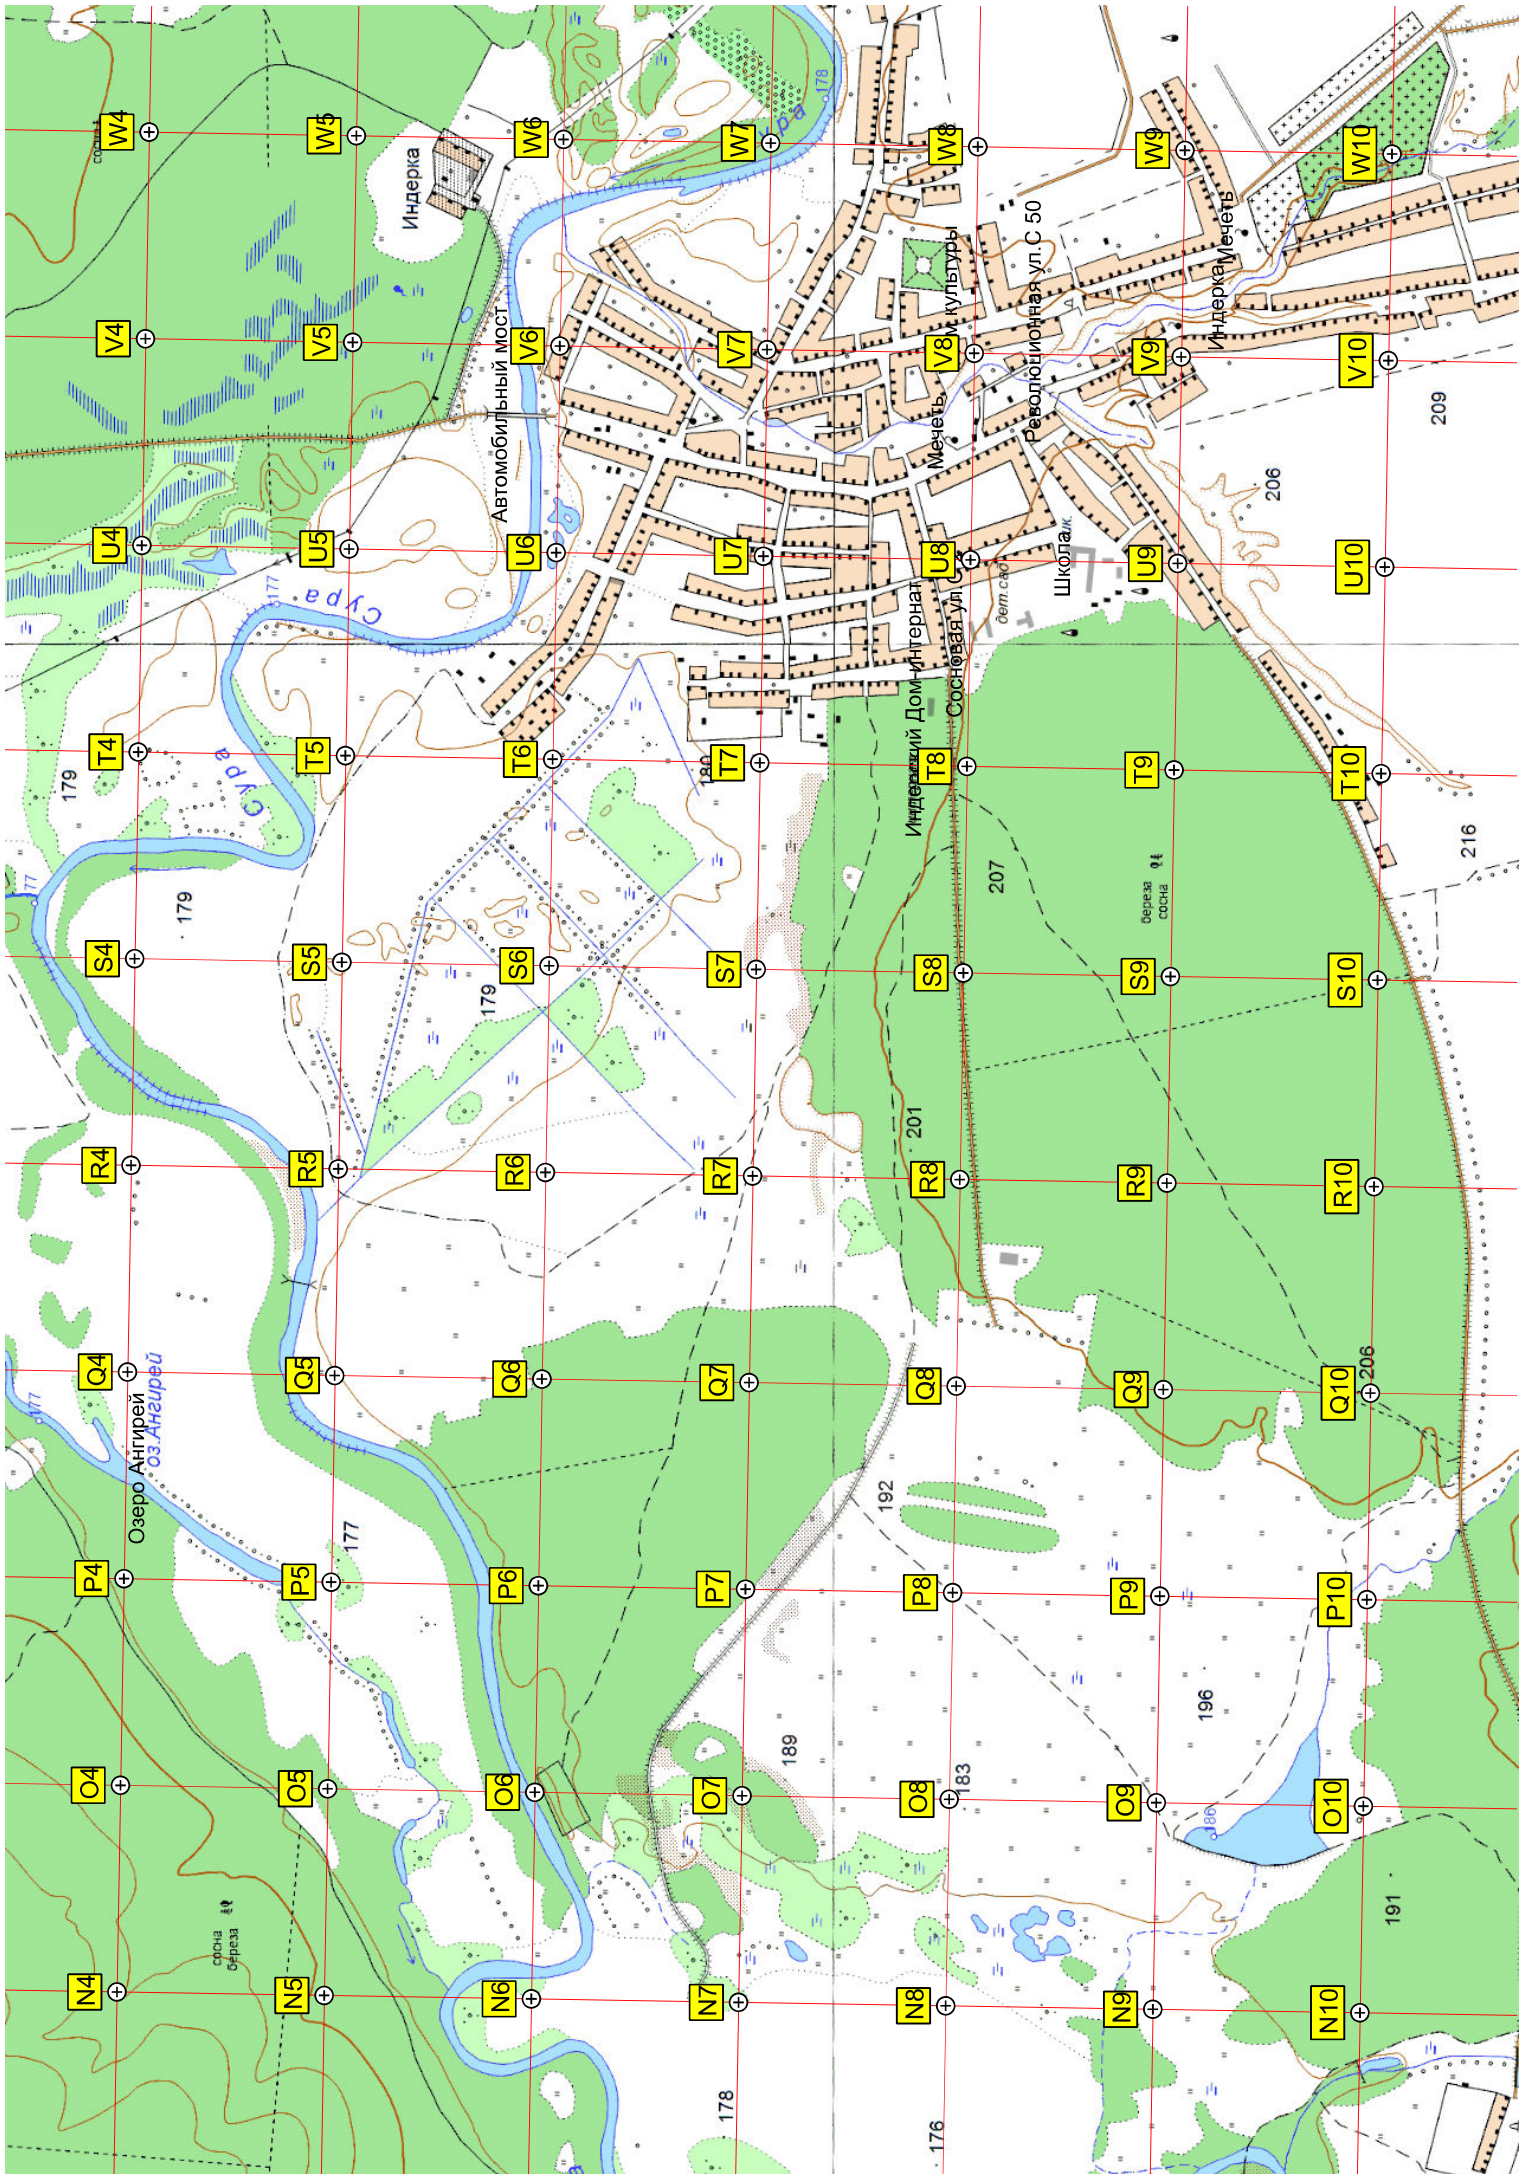 W4
W5
W6
W7
W8
W9
W10
V4
V5
V6
V7
V8
V9
V10
U4
U5
U6
U7
U8
U9
U10
T4
T5
T6
T7
T8
T9
T10
S4
S5
S6
S7
S8
S9
S10
R4
R5
R6
R7
R8
R9
R10
Q4
Q5
Q6
Q7
Q8
Q9
Q10
P4
P5
P6
P7
P8
P9
P10
O4
O5
O6
O7
O8
O9
O10
N4
N5
N6
N7
N8
N9
N10
Индерка
Автомобильный мост
Революционная ул.С 50
Мечеть
Индерка
Мечеть
культуры
Школа
дет. сад
Дом-интернат
Сосновая ул.
Сура
Сура
Озеро Ангирей
оз.Ангирей
береза
сосна
сосна
береза
178
177
177
177
179
179
179
209
206
216
207
201
206
192
177
189
183
196
186
191
178
176